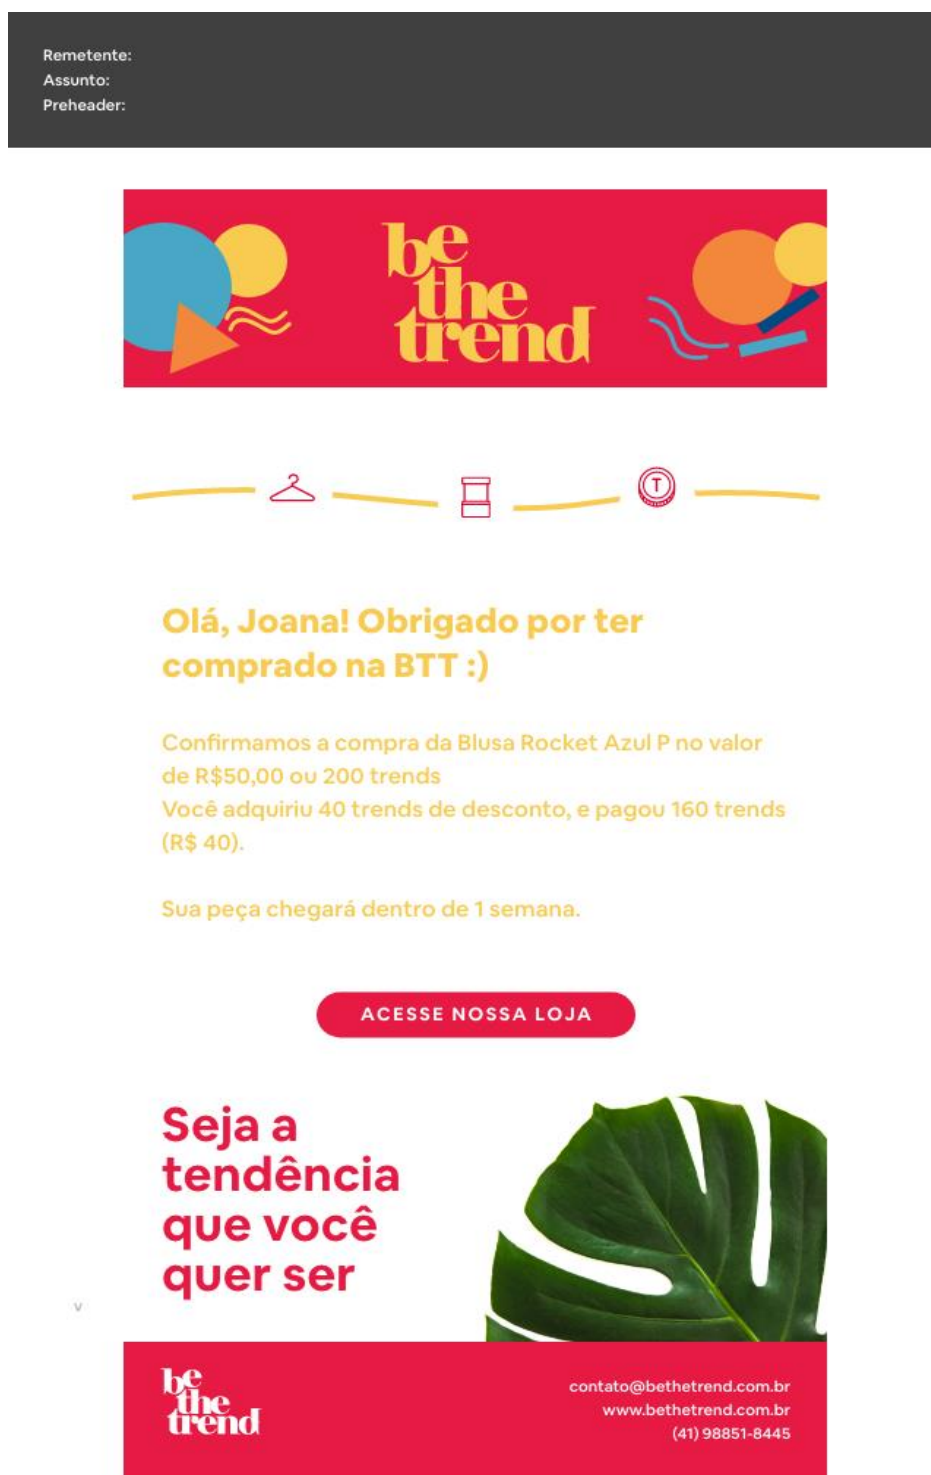 Remetente:
Assunto:
Preheader:
be
the
trend
T
Olá, Joana! Obrigado por ter
comprado na BTT :)
Confirmamos a compra da Blusa Rocket Azul P no valor
de R$50,00 ou 200 trends
Você adquiriu 40 trends de desconto, e pagou 160 trends
(R$ 40).
Sua peça chegará dentro de 1 semana.
ACESSE NOSSA LOJA
Seja a
tendência
que você
quer ser
v
be
the
trend
contato@bethetrend.com.br
www.bethetrend.com.br
(41) 98851-8445